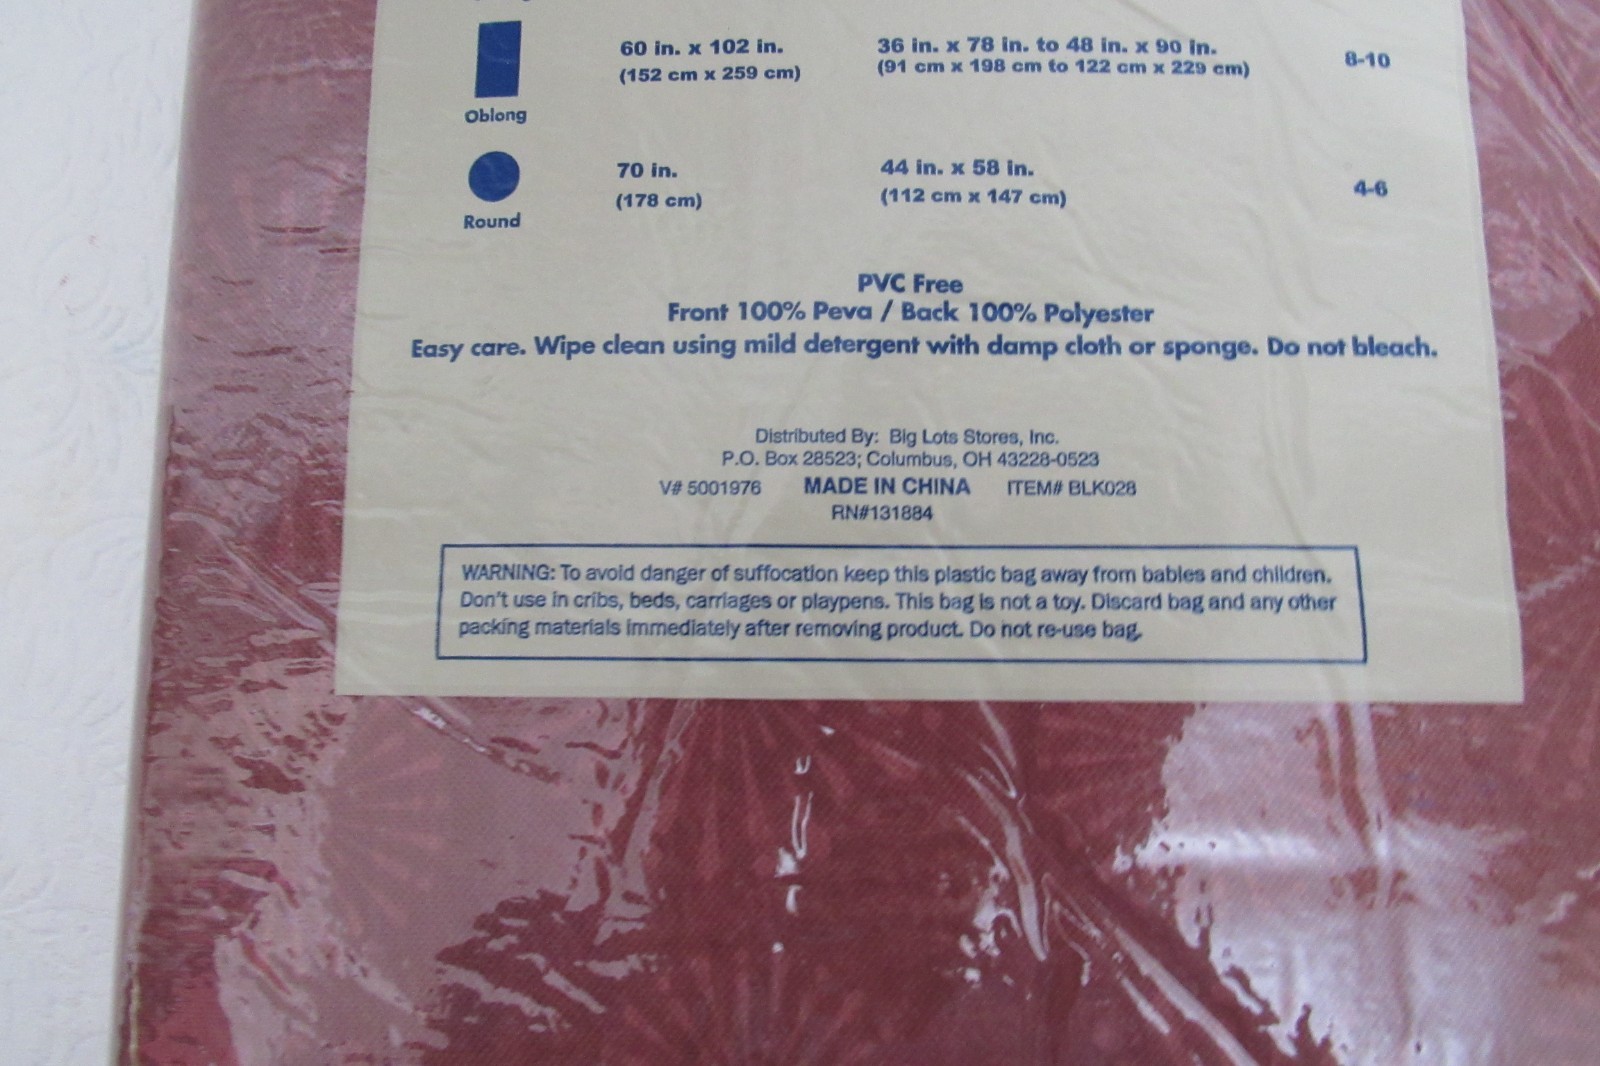 60 in. x 102 in. 36 in. x 78 in. to 48 in. x 90 in. 8-10
(152 cm x 259 cm) (91 cm x 198 cm to 122 cm x 229 cm)
Oblong
70 in. 44 in. x 58 in. 4-6
(178 cm) (112 cm x 147 cm)
Round
PVC Free
Front 100% Peva / Back 100% Polyester
Easy care. Wipe clean using mild detergent with damp cloth or sponge. Do not bleach.
Distributed By: Big Lots Stores, Inc.
P.O. Box 28523; Columbus, OH 43228-0523
V# 5001976 MADE IN CHINA ITEM# BLK028
RN#131884
WARNING: To avoid danger of suffocation keep this plastic bag away from babies and children.
Don't use in cribs, beds, carriages or playpens. This bag is not a toy. Discard bag and any other
packing materials immediately after removing product. Do not re-use bag.